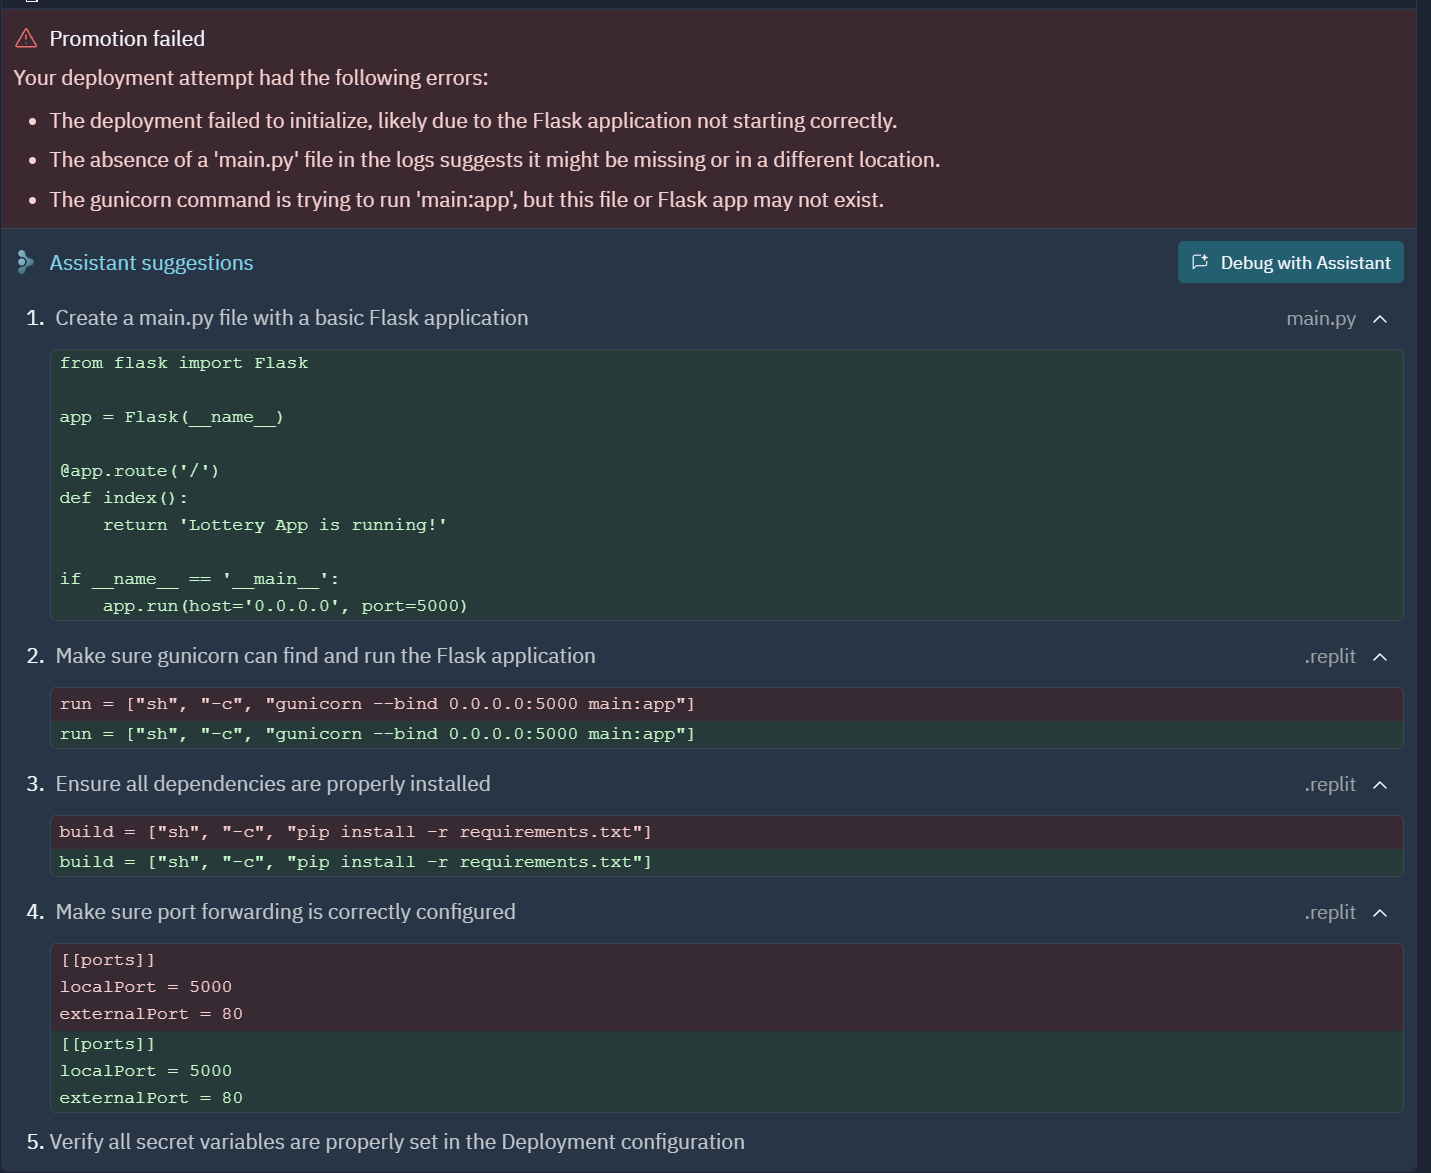 Promotion failed
Your deployment attempt had the following errors:
• The deployment failed to initialize, likely due to the Flask application not starting correctly.
• The absence of a 'main.py' file in the logs suggests it might be missing or in a different location.
• The gunicorn command is trying to run 'main:app', but this file or Flask app may not exist.
Assistant suggestions
Debug with Assistant
1. Create a main.py file with a basic Flask application
main.py
from flask import Flask
app = Flask(__name__)
@app.route('/')
def index():
    return 'Lottery App is running!'
if __name__ == '__main__':
    app.run(host='0.0.0.0', port=5000)
2. Make sure gunicorn can find and run the Flask application
.replit
run = ["sh", "-c", "gunicorn --bind 0.0.0.0:5000 main:app"]
run = ["sh", "-c", "gunicorn --bind 0.0.0.0:5000 main:app"]
3. Ensure all dependencies are properly installed
.replit
build = ["sh", "-c", "pip install -r requirements.txt"]
build = ["sh", "-c", "pip install -r requirements.txt"]
4. Make sure port forwarding is correctly configured
.replit
[[ports]]
localPort = 5000
externalPort = 80
[[ports]]
localPort = 5000
externalPort = 80
5. Verify all secret variables are properly set in the Deployment configuration